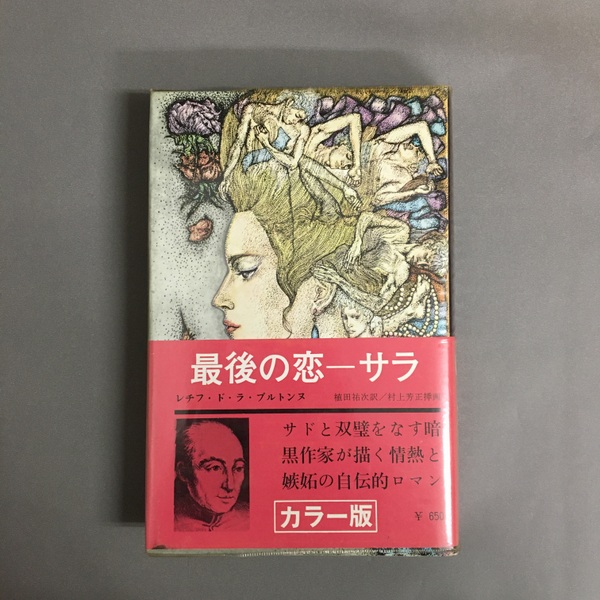 最後の恋―サラ
レチフ・ド・ラ・ブルトンヌ 植田祐次訳/村上芳正挿画
サドと双璧をなす暗
黒作家が描く情熱と
嫉妬の自伝的ロマン
カラー版
¥ 650